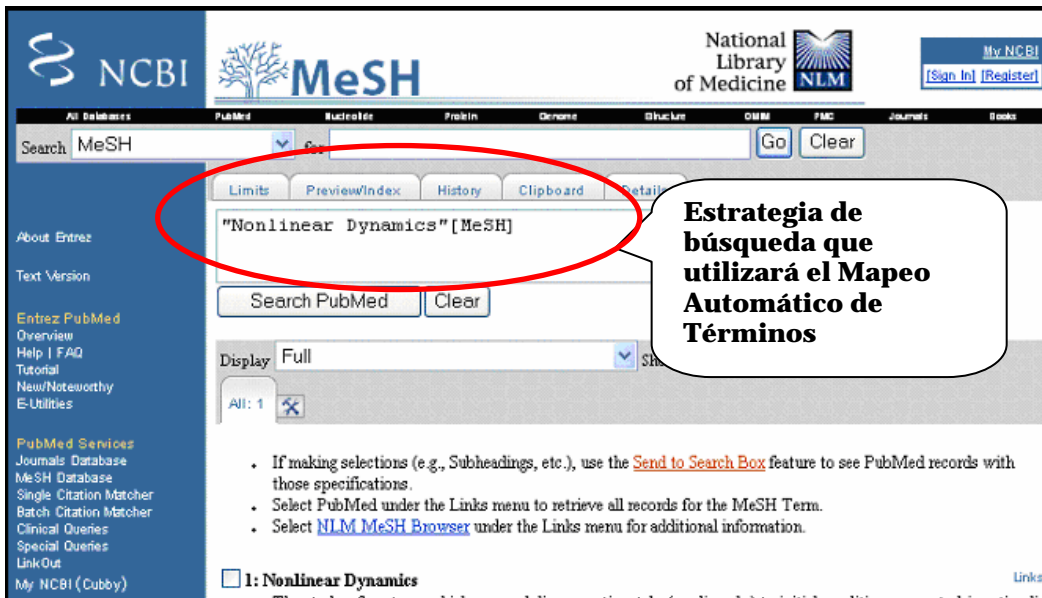 NCBI
MeSH
National
Library
of Medicine NLM
My NCBI
[Sign In] [Register]
All Databases PubMed Nucleotide Protein Genome Structure OMIM PMC Journals Books
Search MeSH for Go Clear
Limits Preview/Index History Clipboard Details
"Nonlinear Dynamics"[MeSH]
Estrategia de
búsqueda que
utilizará el Mapeo
Automático de
Términos
Search PubMed Clear
About Entrez
Text Version
Entrez PubMed
Overview
Help | FAQ
Tutorial
New/Noteworthy
E-Utilities
PubMed Services
Journals Database
MeSH Database
Single Citation Matcher
Batch Citation Matcher
Clinical Queries
Special Queries
LinkOut
My NCBI (Cubby)
Display Full
All: 1
• If making selections (e.g., Subheadings, etc.), use the Send to Search Box feature to see PubMed records with
those specifications.
• Select PubMed under the Links menu to retrieve all records for the MeSH Term.
• Select NLM MeSH Browser under the Links menu for additional information.
1: Nonlinear Dynamics Links